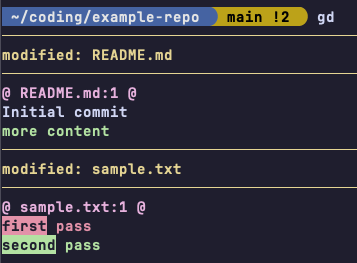 ~/coding/example-repo main !2 gd
modified: README.md
@ README.md:1 @
Initial commit
more content
modified: sample.txt
@ sample.txt:1 @
first pass
second pass